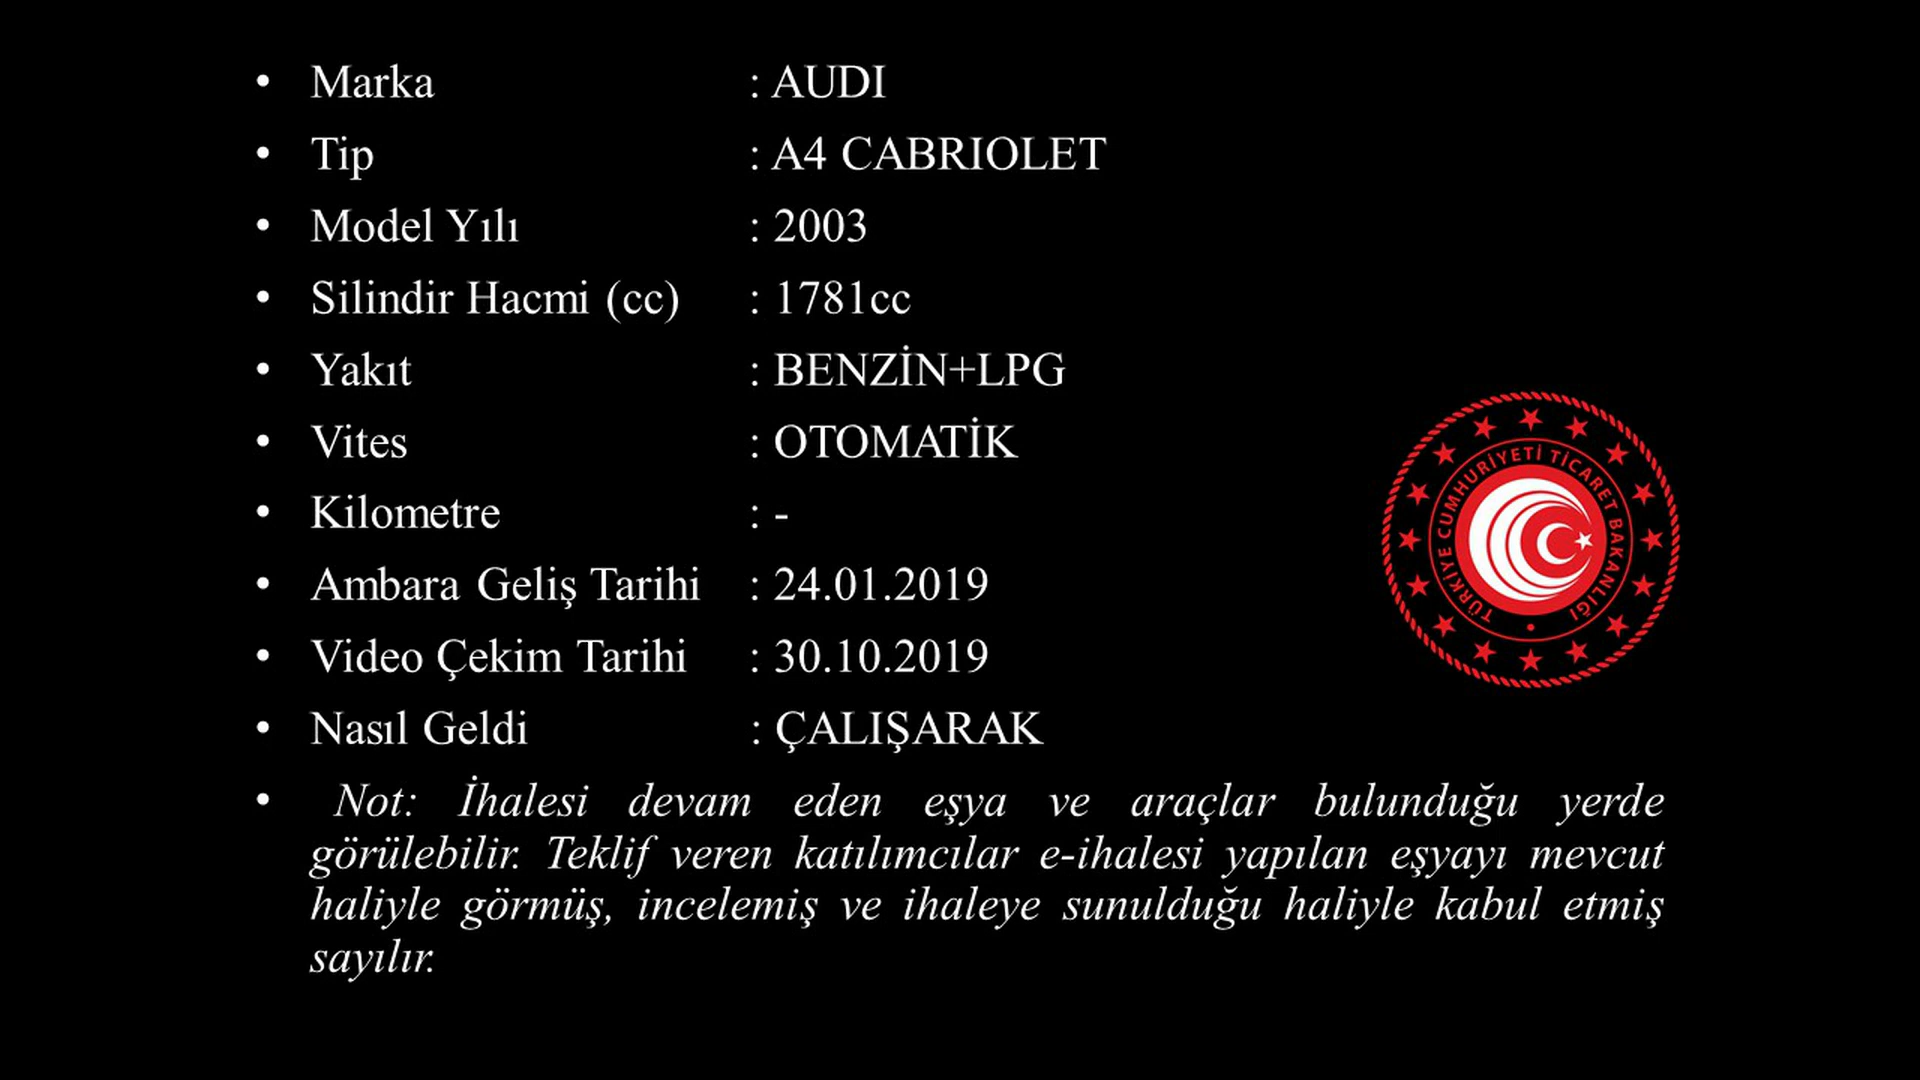 • Marka : AUDI
• Tip : A4 CABRIOLET
• Model Yılı : 2003
• Silindir Hacmi (cc) : 1781cc
• Yakıt : BENZİN+LPG
• Vites : OTOMATİK
• Kilometre : -
• Ambara Geliş Tarihi : 24.01.2019
• Video Çekim Tarihi : 30.10.2019
• Nasıl Geldi : ÇALIŞARAK
• Not: İhalesi devam eden eşya ve araçlar bulunduğu yerde
görülebilir. Teklif veren katılımcılar e-ihalesi yapılan eşyayı mevcut
haliyle görmüş, incelemiş ve ihaleye sunulduğu haliyle kabul etmiş
sayılır.
TÜRKİYE CUMHURİYETİ TİCARET BAKANLIĞI